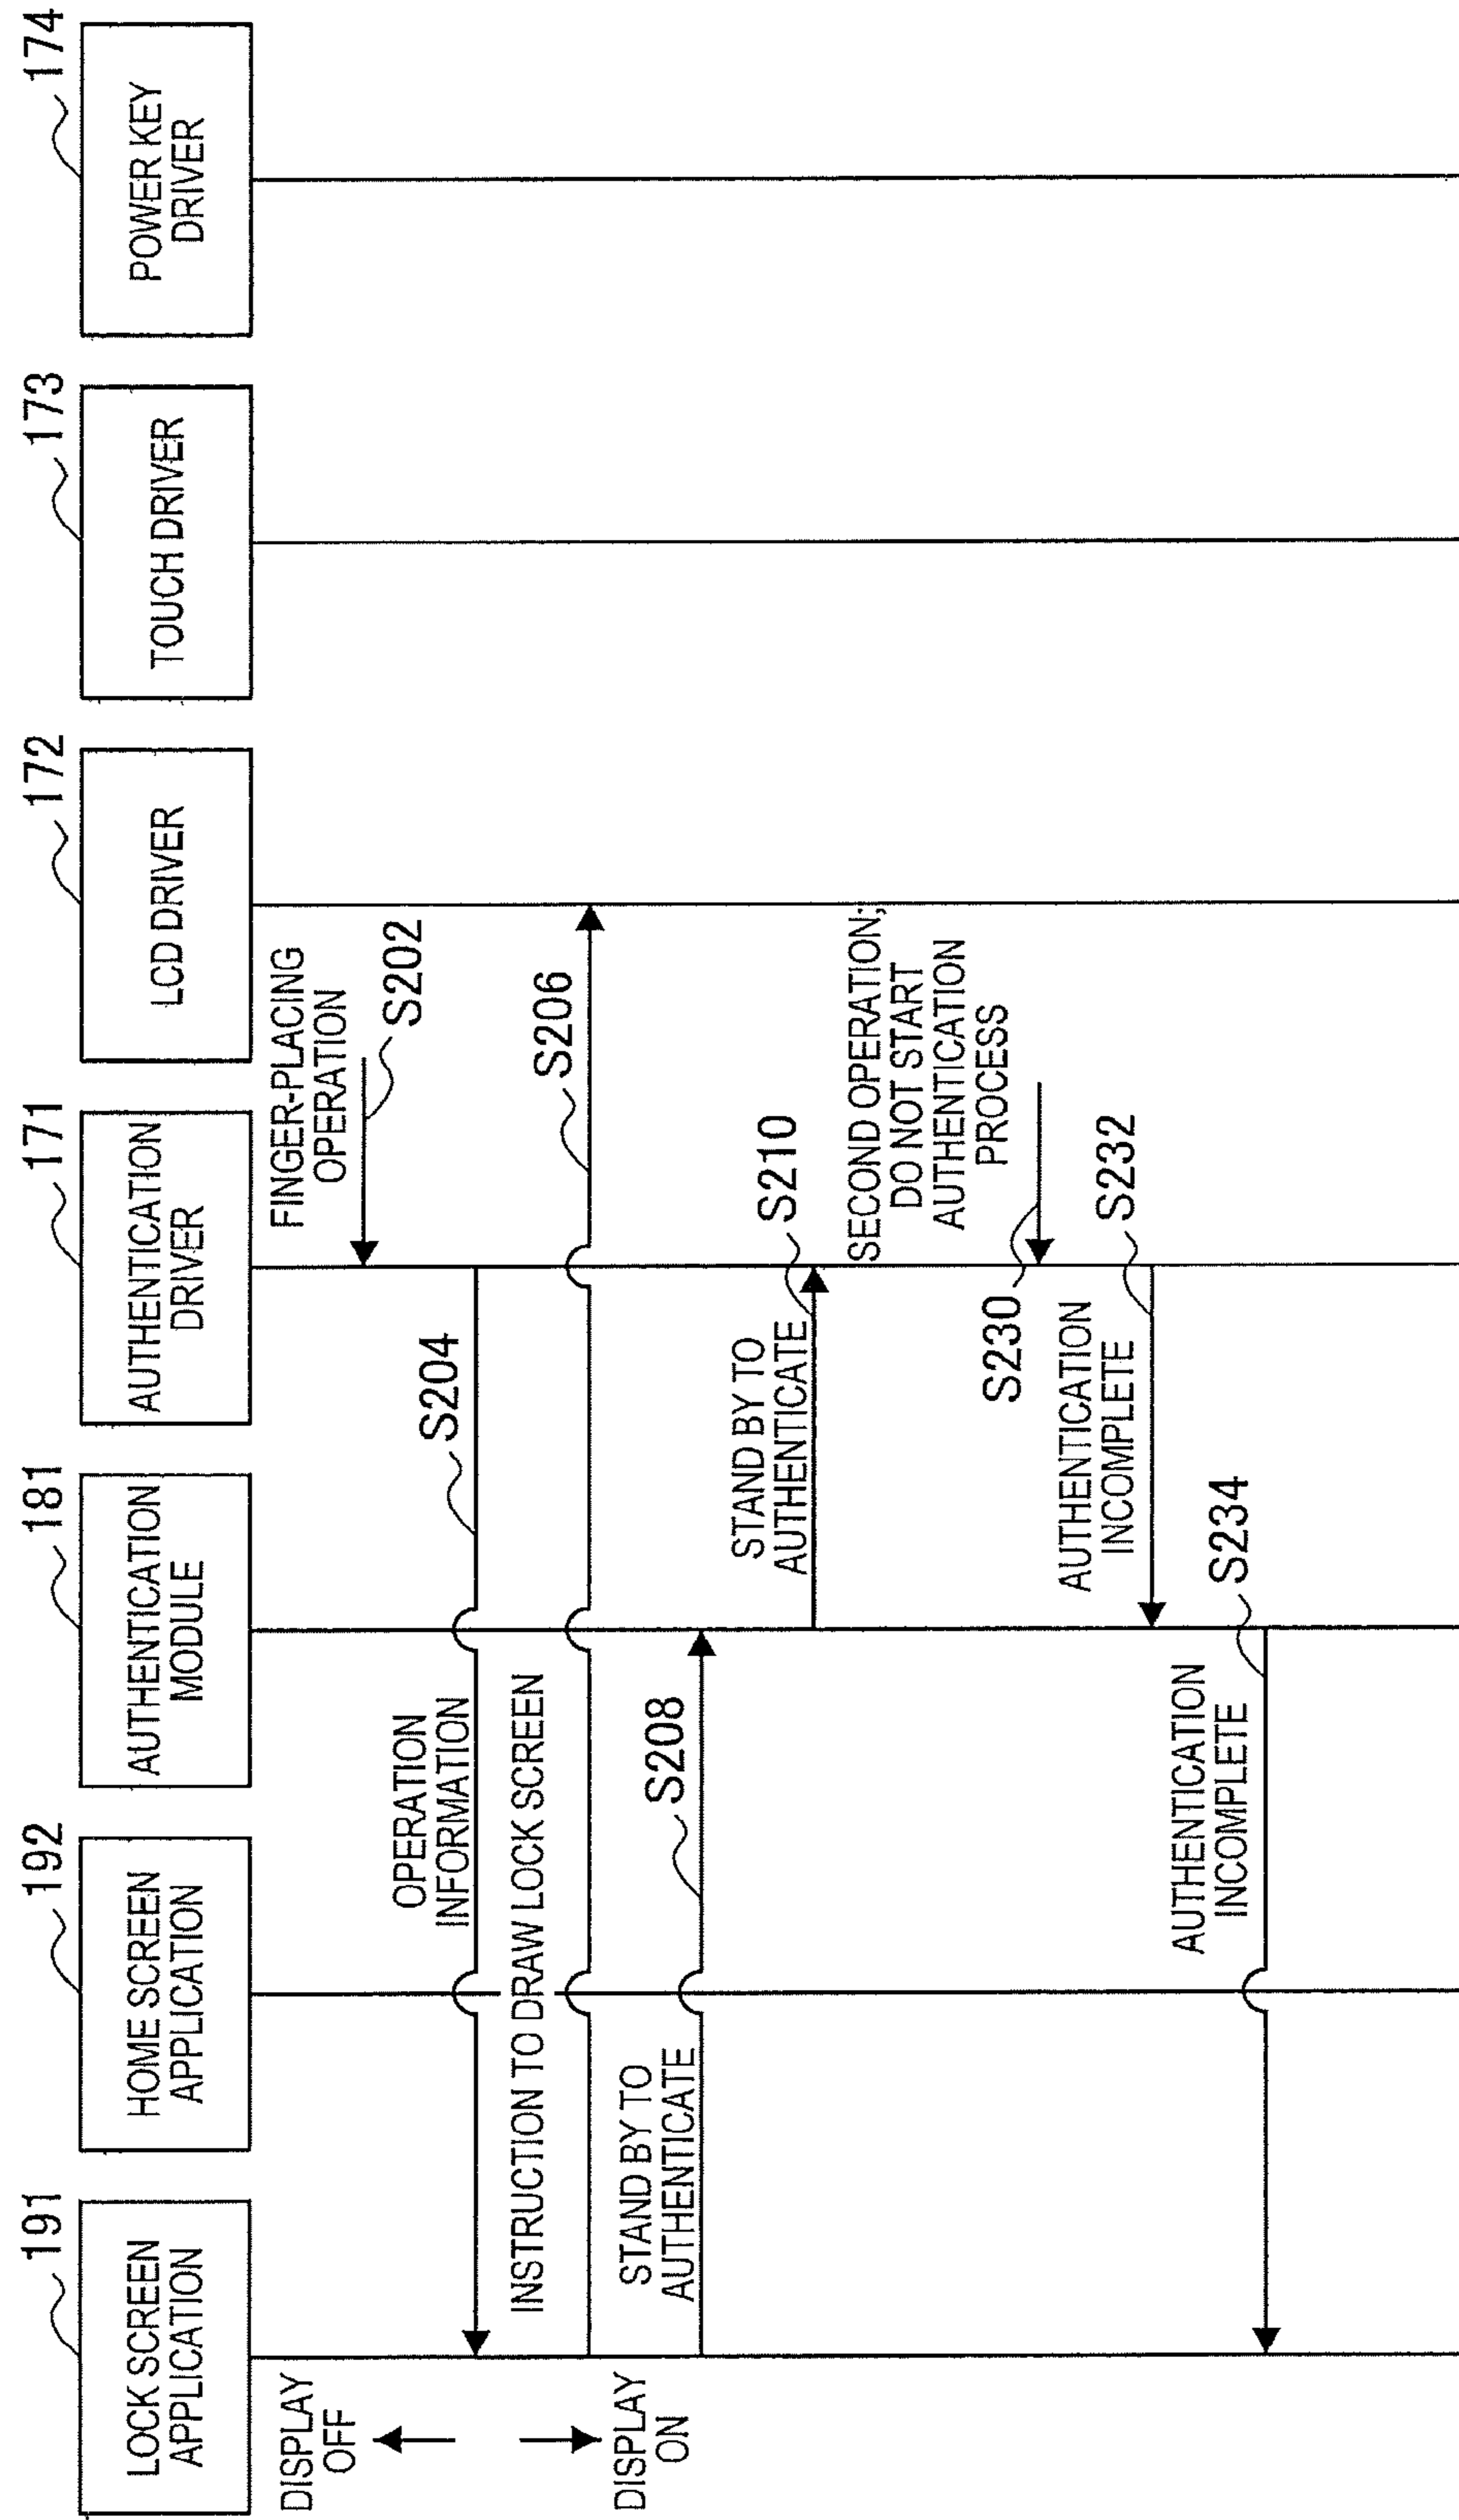 191
LOCK SCREEN
APPLICATION
192
HOME SCREEN
APPLICATION
181
AUTHENTICATION
MODULE
171
AUTHENTICATION
DRIVER
172
LCD DRIVER
173
TOUCH DRIVER
174
POWER KEY
DRIVER
DISPLAY
OFF
FINGER-PLACING
OPERATION
S202
OPERATION
INFORMATION
S204
INSTRUCTION TO DRAW LOCK SCREEN
S206
DISPLAY
ON
STAND BY TO
AUTHENTICATE
S208
STAND BY TO
AUTHENTICATE
S210
SECOND OPERATION;
DO NOT START
AUTHENTICATION
PROCESS
S230
AUTHENTICATION
INCOMPLETE
S232
AUTHENTICATION
INCOMPLETE
S234